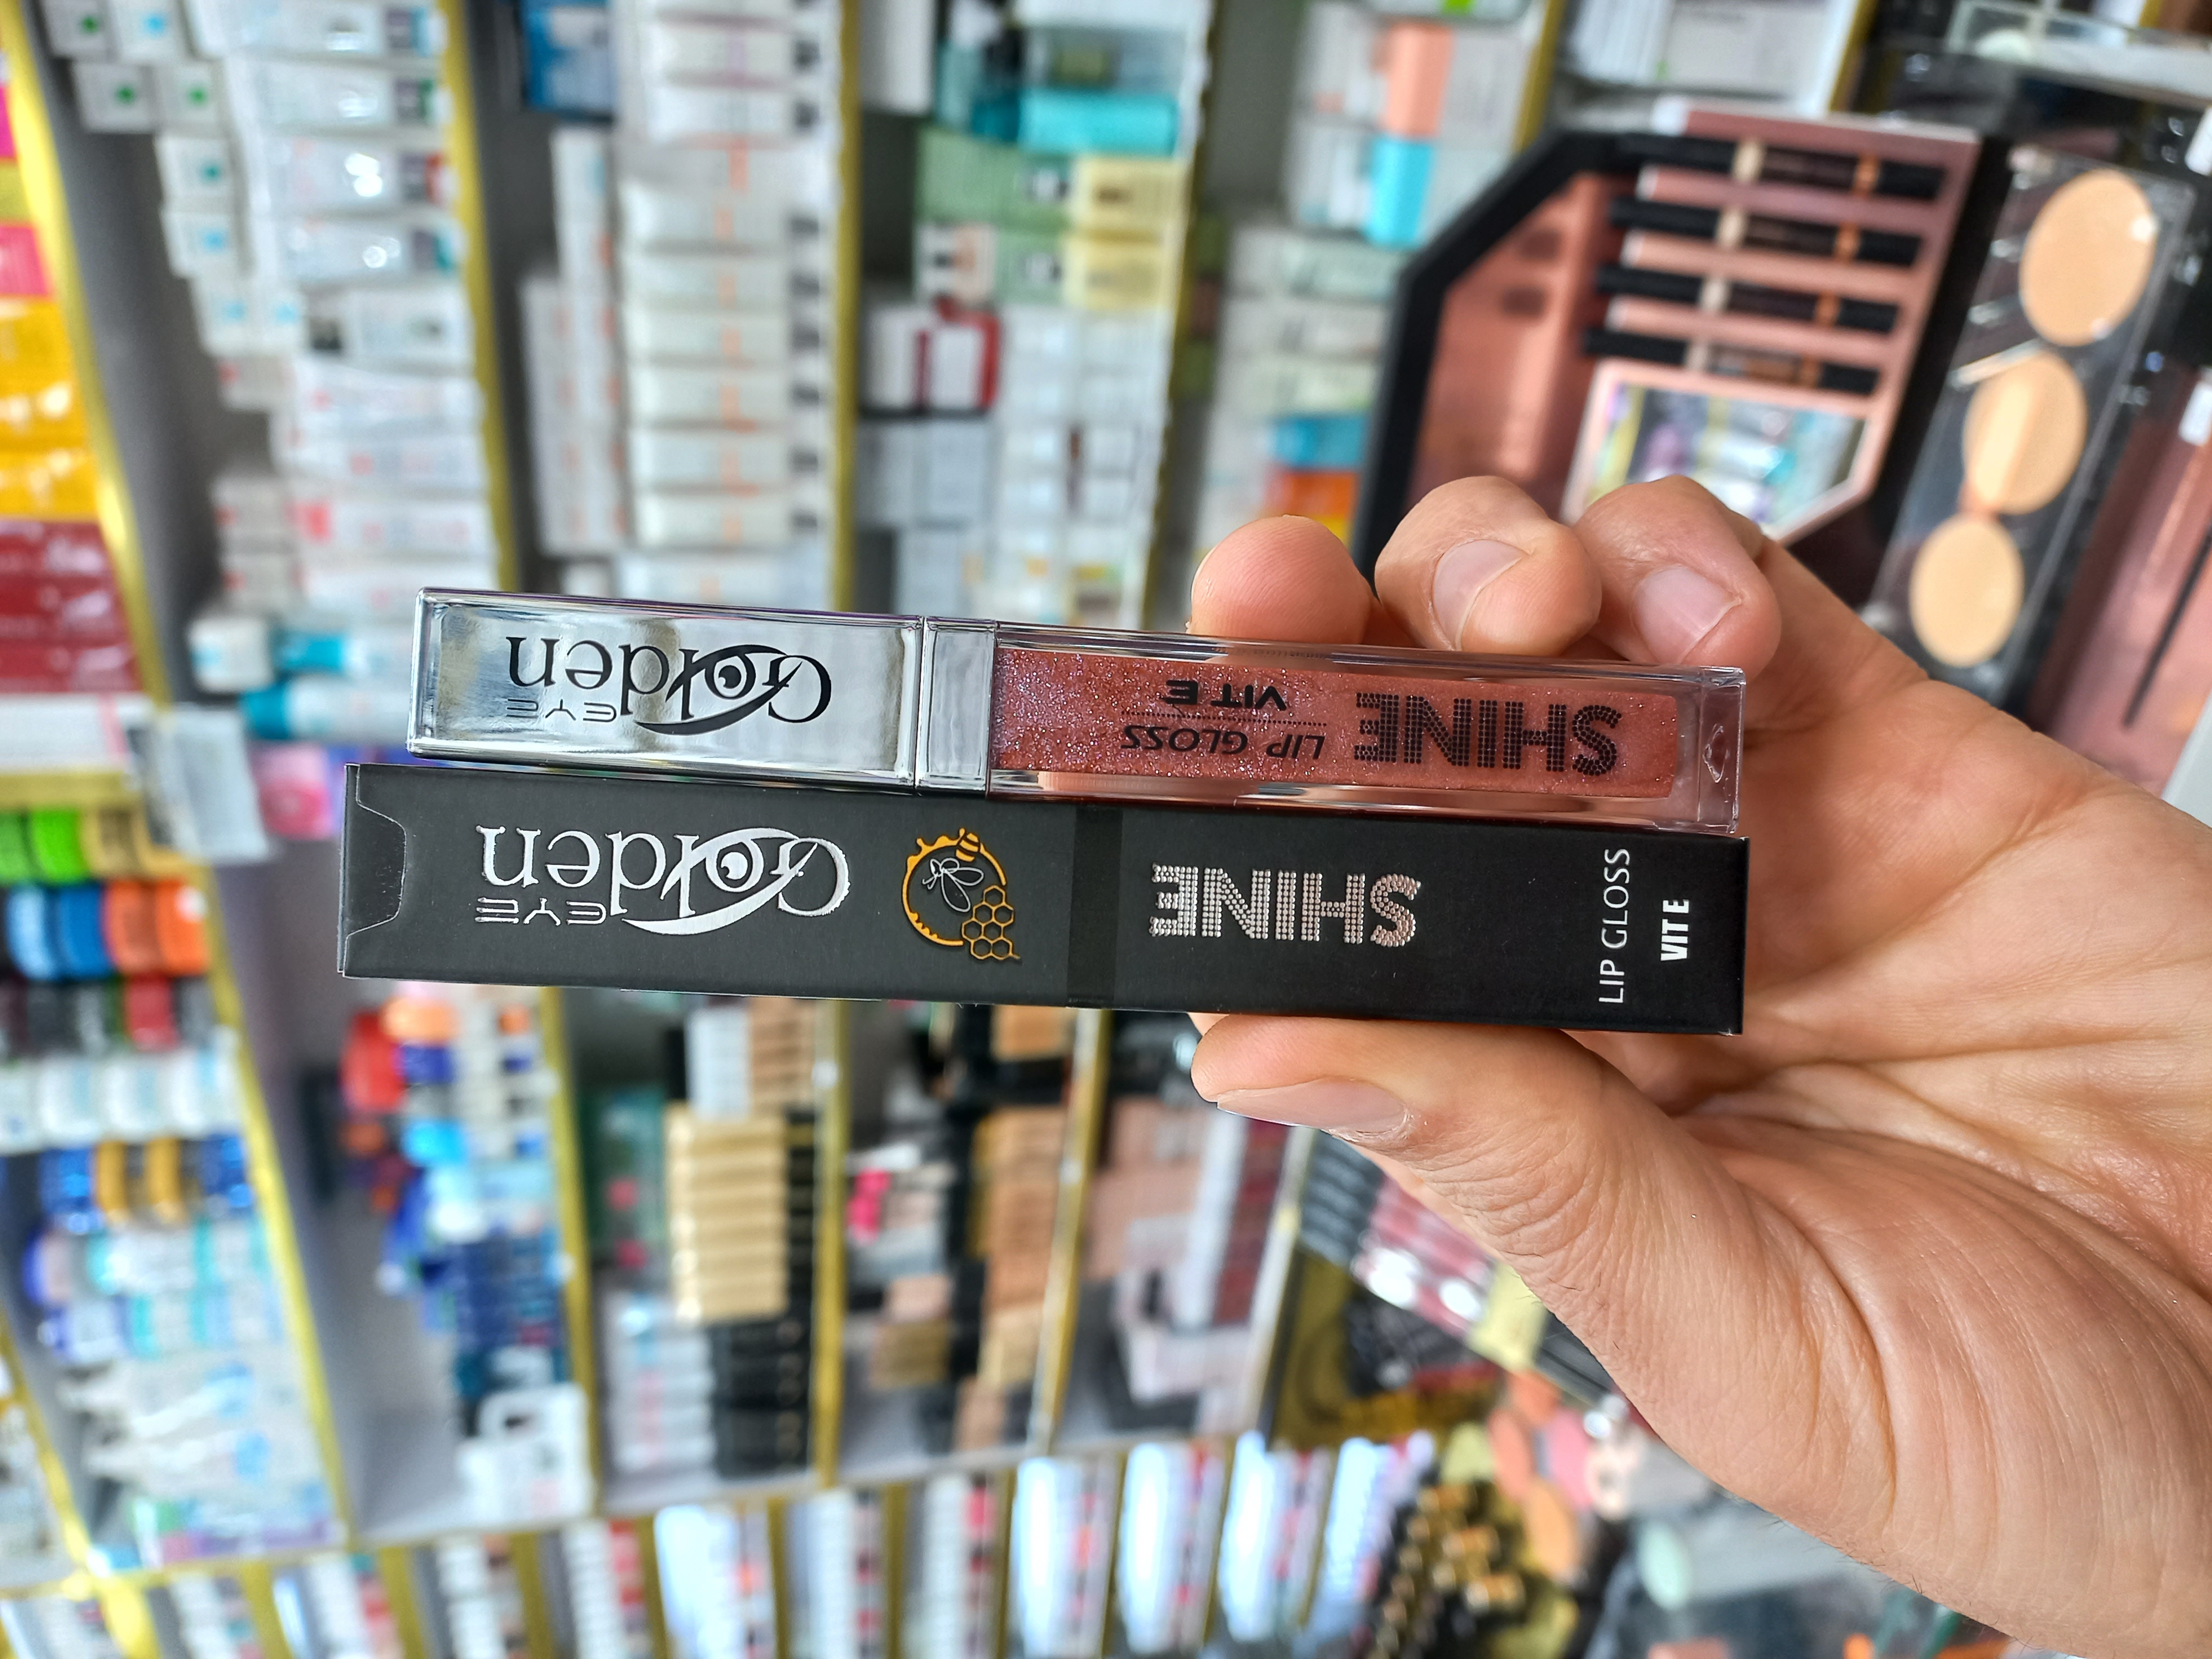 Golden
EYE
SHINE
LIP GLOSS
VIT E
Golden
EYE
SHINE
LIP GLOSS
VIT E